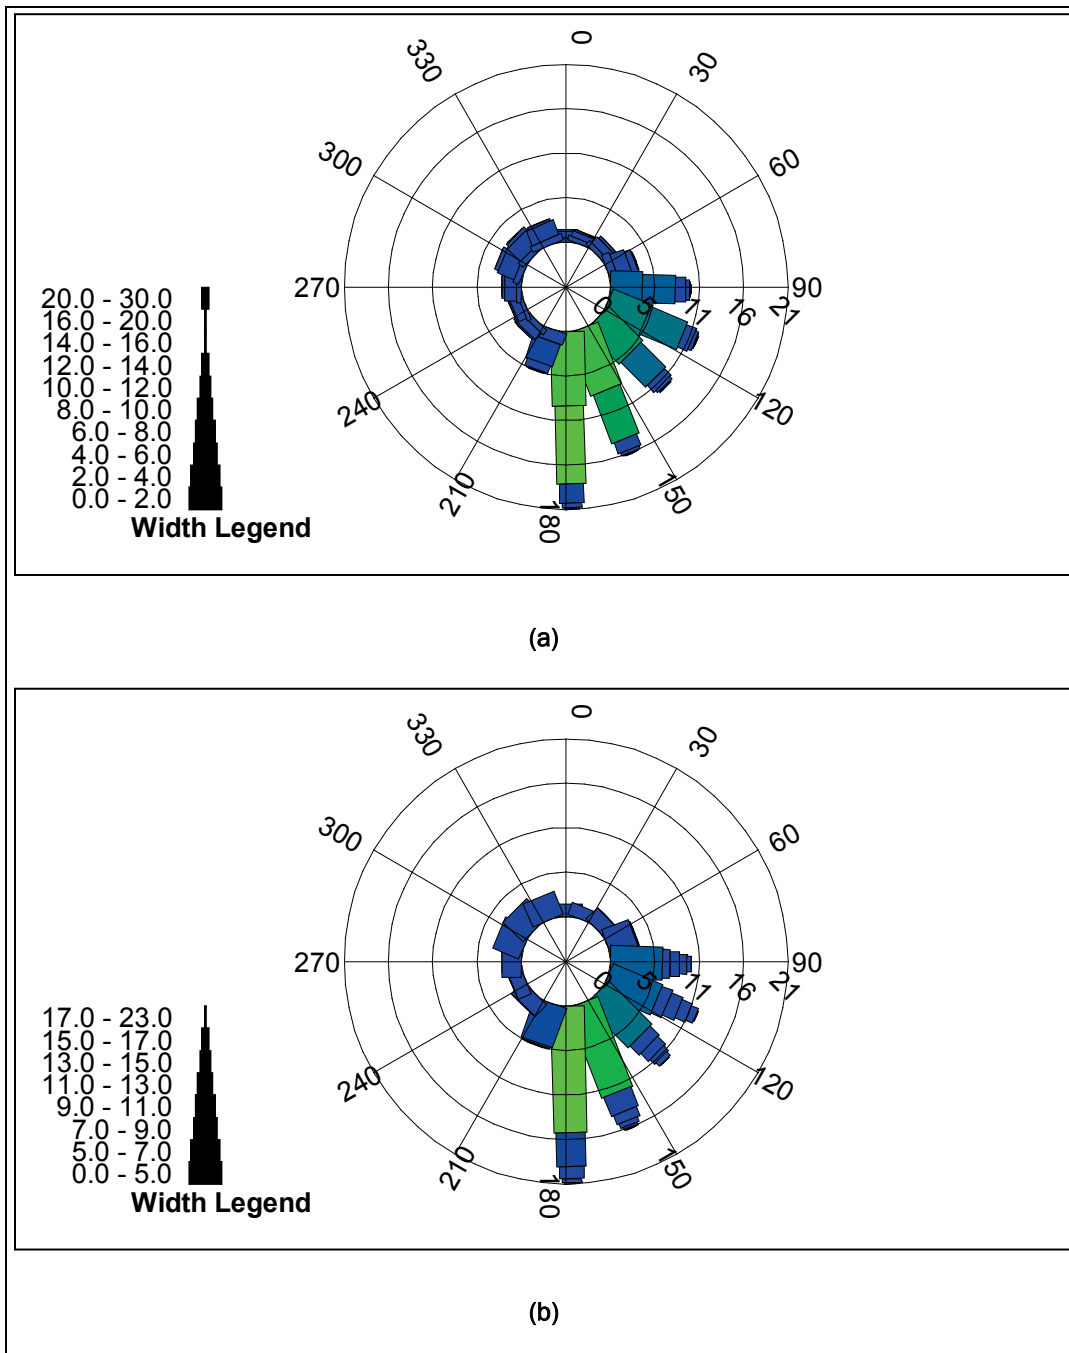 0
30
60
90
120
150
180
210
240
270
300
330
0
5
11
16
21
20.0 - 30.0
16.0 - 20.0
14.0 - 16.0
12.0 - 14.0
10.0 - 12.0
8.0 - 10.0
6.0 - 8.0
4.0 - 6.0
2.0 - 4.0
0.0 - 2.0
Width Legend
(a)
0
30
60
90
120
150
180
210
240
270
300
330
0
5
11
16
21
17.0 - 23.0
15.0 - 17.0
13.0 - 15.0
11.0 - 13.0
9.0 - 11.0
7.0 - 9.0
5.0 - 7.0
0.0 - 5.0
Width Legend
(b)